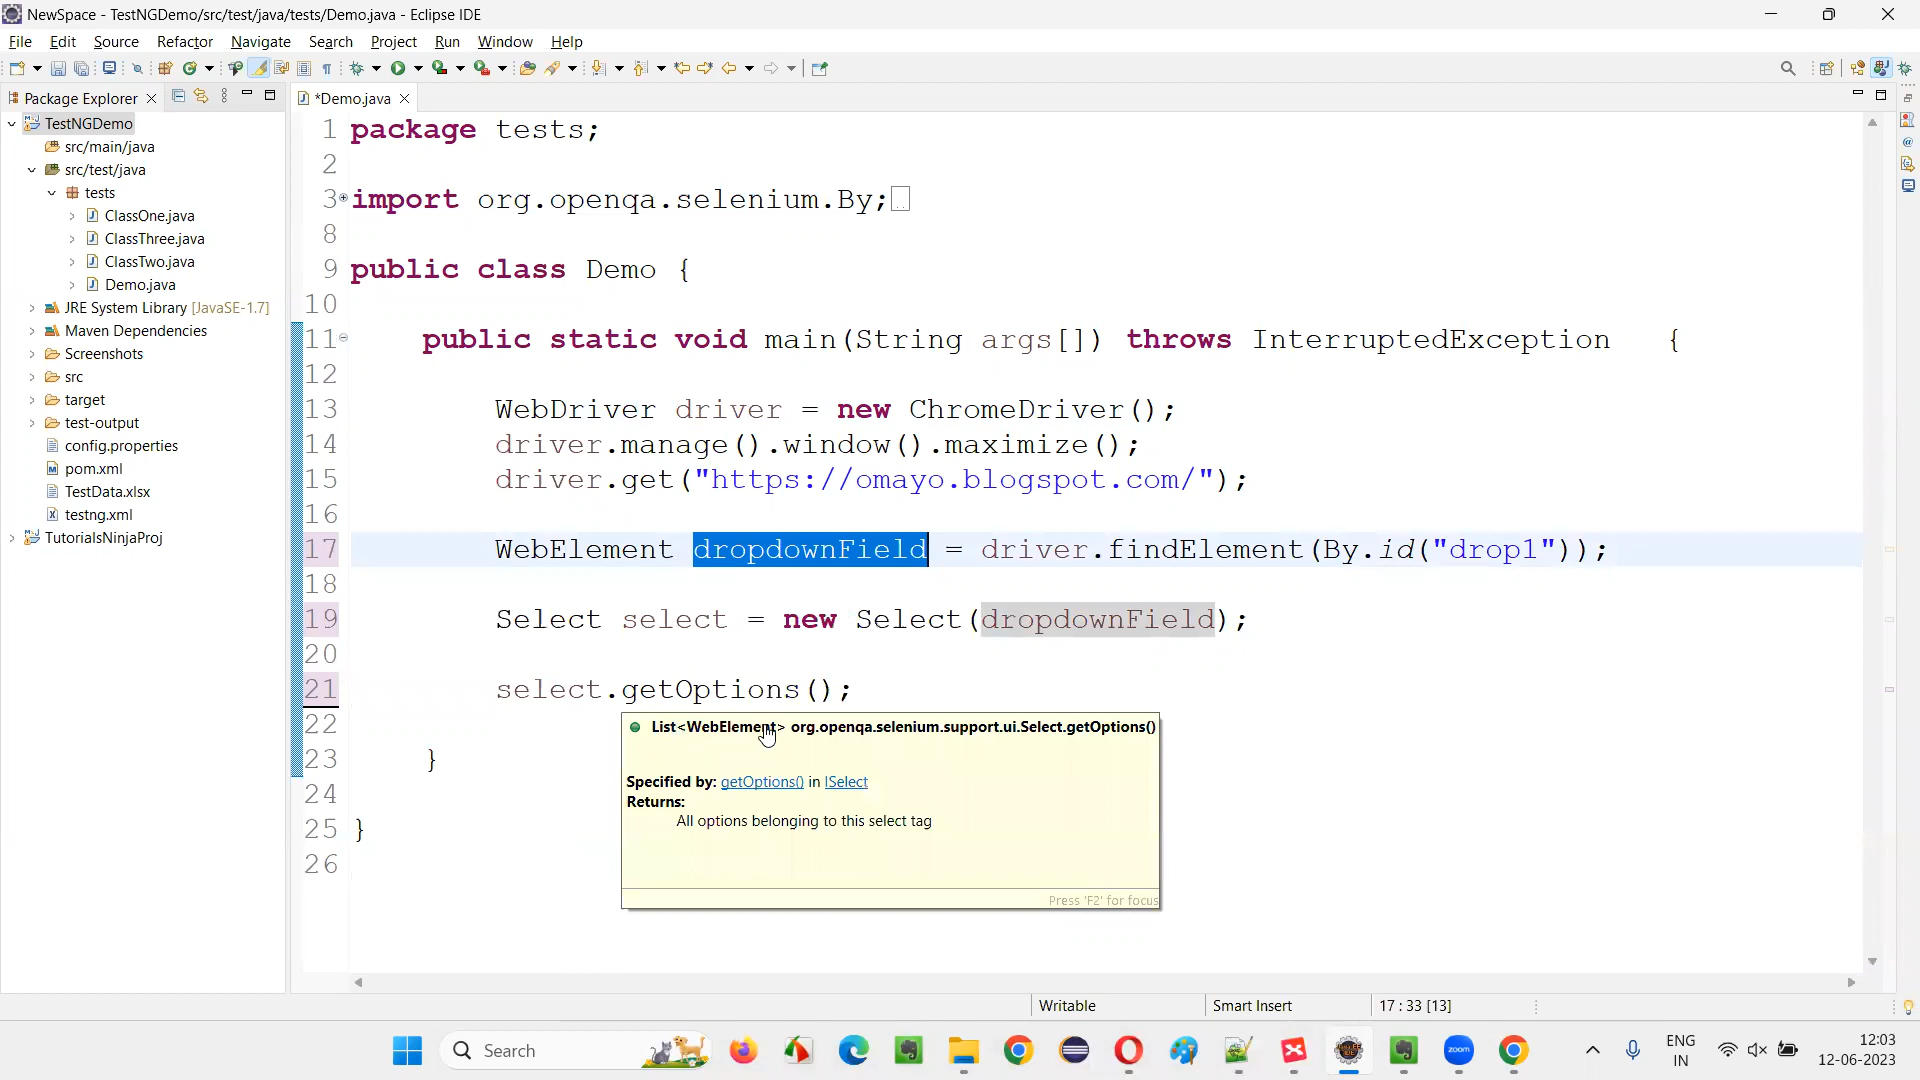 NewSpace - TestNGDemo/src/test/java/tests/Demo.java - Eclipse IDE
File Edit Source Refactor Navigate Search Project Run Window Help
Package Explorer
*Demo.java
TestNGDemo
src/main/java
src/test/java
tests
ClassOne.java
ClassThree.java
ClassTwo.java
Demo.java
JRE System Library [JavaSE-1.7]
Maven Dependencies
Screenshots
src
target
test-output
config.properties
pom.xml
TestData.xlsx
testng.xml
TutorialsNinjaProj
1 package tests;
2
3 import org.openqa.selenium.By;
8
9 public class Demo {
10
11 public static void main(String args[]) throws InterruptedException {
12
13 WebDriver driver = new ChromeDriver();
14 driver.manage().window().maximize();
15 driver.get("https://omayo.blogspot.com/");
16
17 WebElement dropdownField = driver.findElement(By.id("drop1"));
18
19 Select select = new Select(dropdownField);
20
21 select.getOptions();
22
23 }
24
25 }
26
List<WebElement> org.openqa.selenium.support.ui.Select.getOptions()
Specified by: getOptions() in ISelect
Returns:
All options belonging to this select tag
Press 'F2' for focus
Writable Smart Insert 17 : 33 [13]
Search
zoom
ENG
IN
12:03
12-06-2023